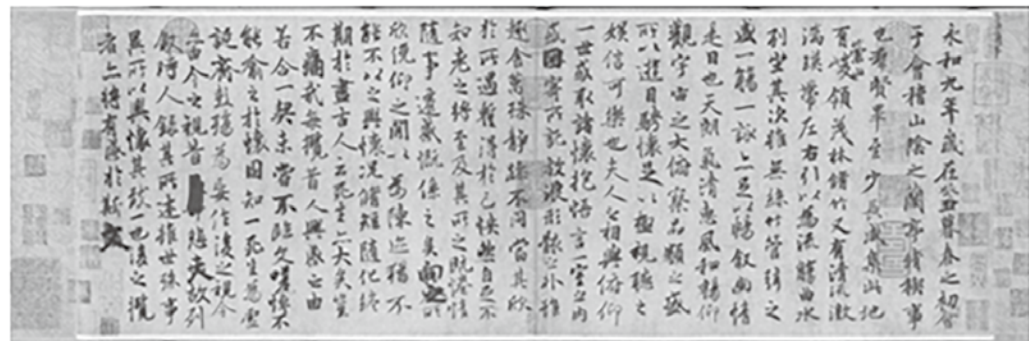 永和九年歲在癸丑暮春之初會
于會稽山陰之蘭亭脩稧事
也羣賢畢至少長咸集此地
有崇山峻領茂林脩竹又有清流激
湍暎帶左右引以為流觴曲水
列坐其次雖無絲竹管弦之
盛一觴一詠亦足以暢敘幽情
是日也天朗氣清惠風和暢仰
觀宇宙之大俯察品類之盛
所以遊目騁懷足以極視聽之
娛信可樂也夫人之相與俯仰
一世或取諸懷抱悟言一室之內
或因寄所託放浪形骸之外雖
趣舍萬殊靜躁不同當其欣
於所遇暫得於己快然自足不
知老之將至及其所之既惓情
隨事遷感慨係之矣向之所
欣俛仰之間以為陳迹猶不
能不以之興懷況脩短隨化終
期於盡古人云死生亦大矣豈
不痛哉每攬昔人興感之由
若合一契未嘗不臨文嗟悼不
能喻之於懷固知一死生為虛
誕齊彭殤為妄作後之視今
亦由今之視昔悲夫故列
敘時人錄其所述雖世殊事
異所以興懷其致一也後之攬
者亦將有感於斯文